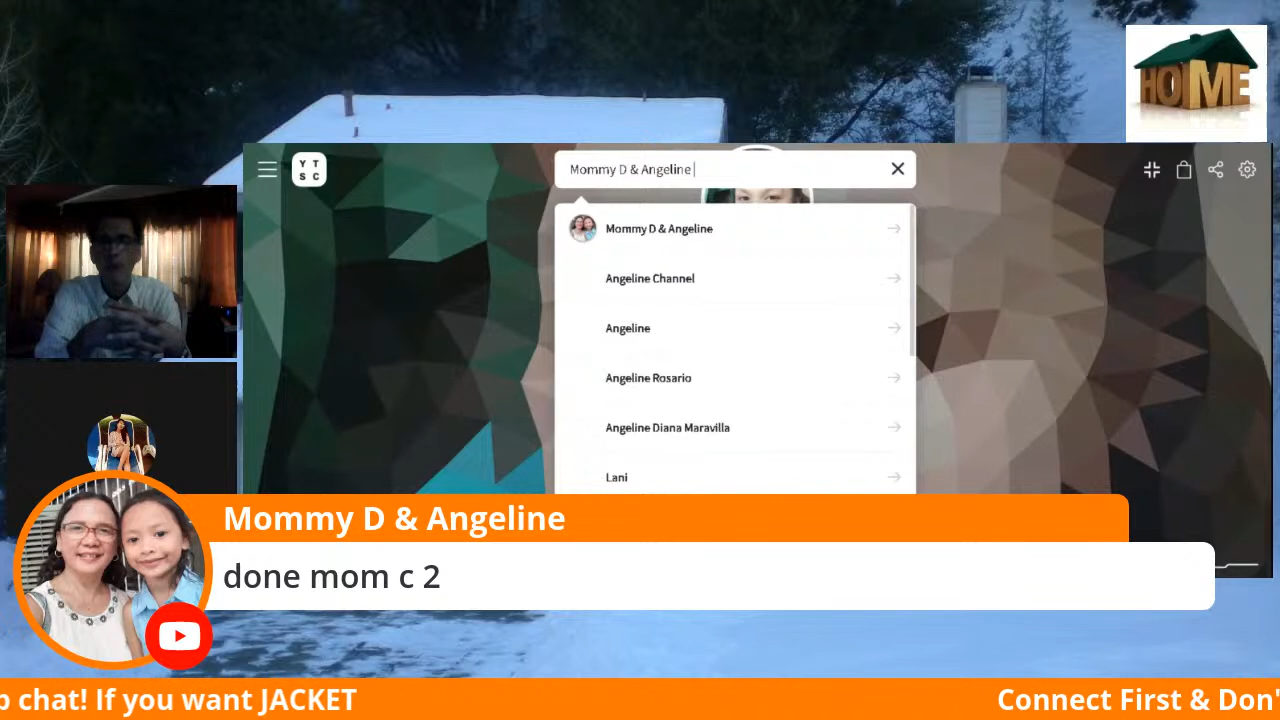 HOME
Y T
S C
Mommy D & Angeline
Mommy D & Angeline
Angeline Channel
Angeline
Angeline Rosario
Angeline Diana Maravilla
Lani
Mommy D & Angeline
done mom c 2
chat! If you want JACKET
Connect First & Don'